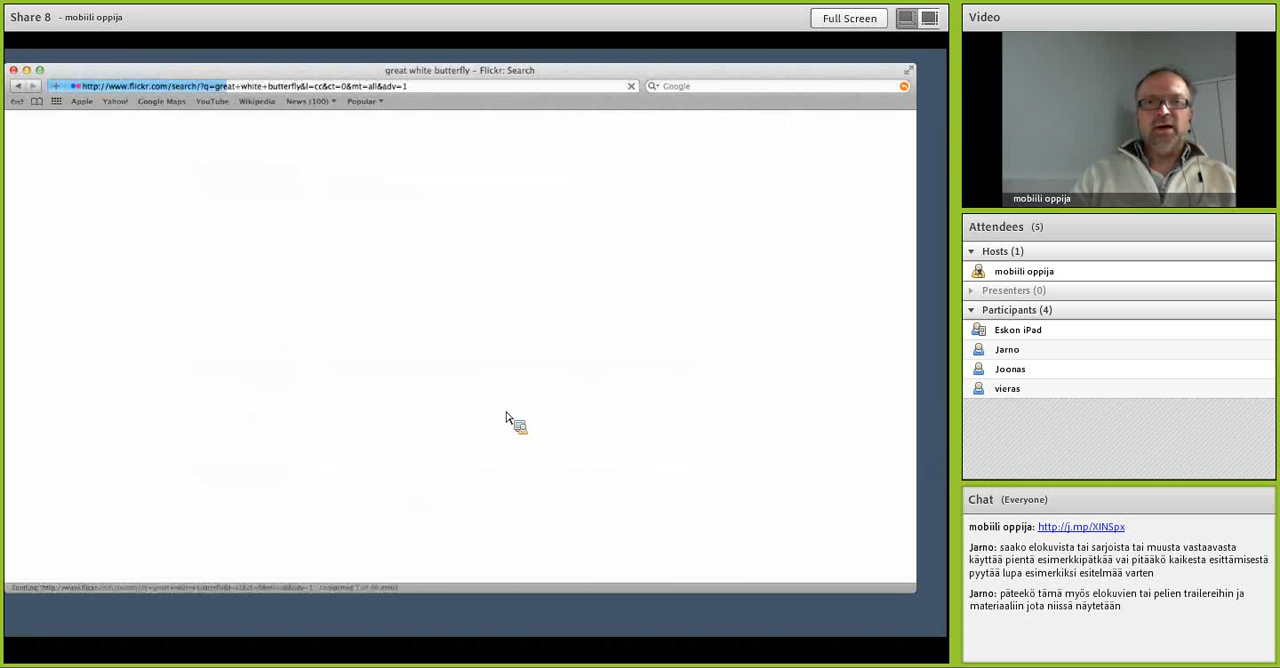 Share 8 - mobiili oppija
Full Screen
great white butterfly – Flickr: Search
http://www.flickr.com/search/?q=great+white+butterfly&l=cc&ct=0&mt=all&adv=1
Google
Apple Yahoo! Google Maps YouTube Wikipedia News (100) Popular
Video
mobiili oppija
Attendees (5)
Hosts (1)
mobiili oppija
Presenters (0)
Participants (4)
Eskon iPad
Jarno
Joonas
vieras
Chat (Everyone)
mobiili oppija: http://j.mp/XINSpx
Jarno: saako elokuvista tai sarjoista tai muusta vastaavasta
käyttää pientä esimerkkipätkää vai pitääkö kaikesta esittämisestä
pyytää lupa esimerkiksi esitelmää varten
Jarno: päteekö tämä myös elokuvien tai pelien trailereihin ja
materiaaliin jota niissä näytetään